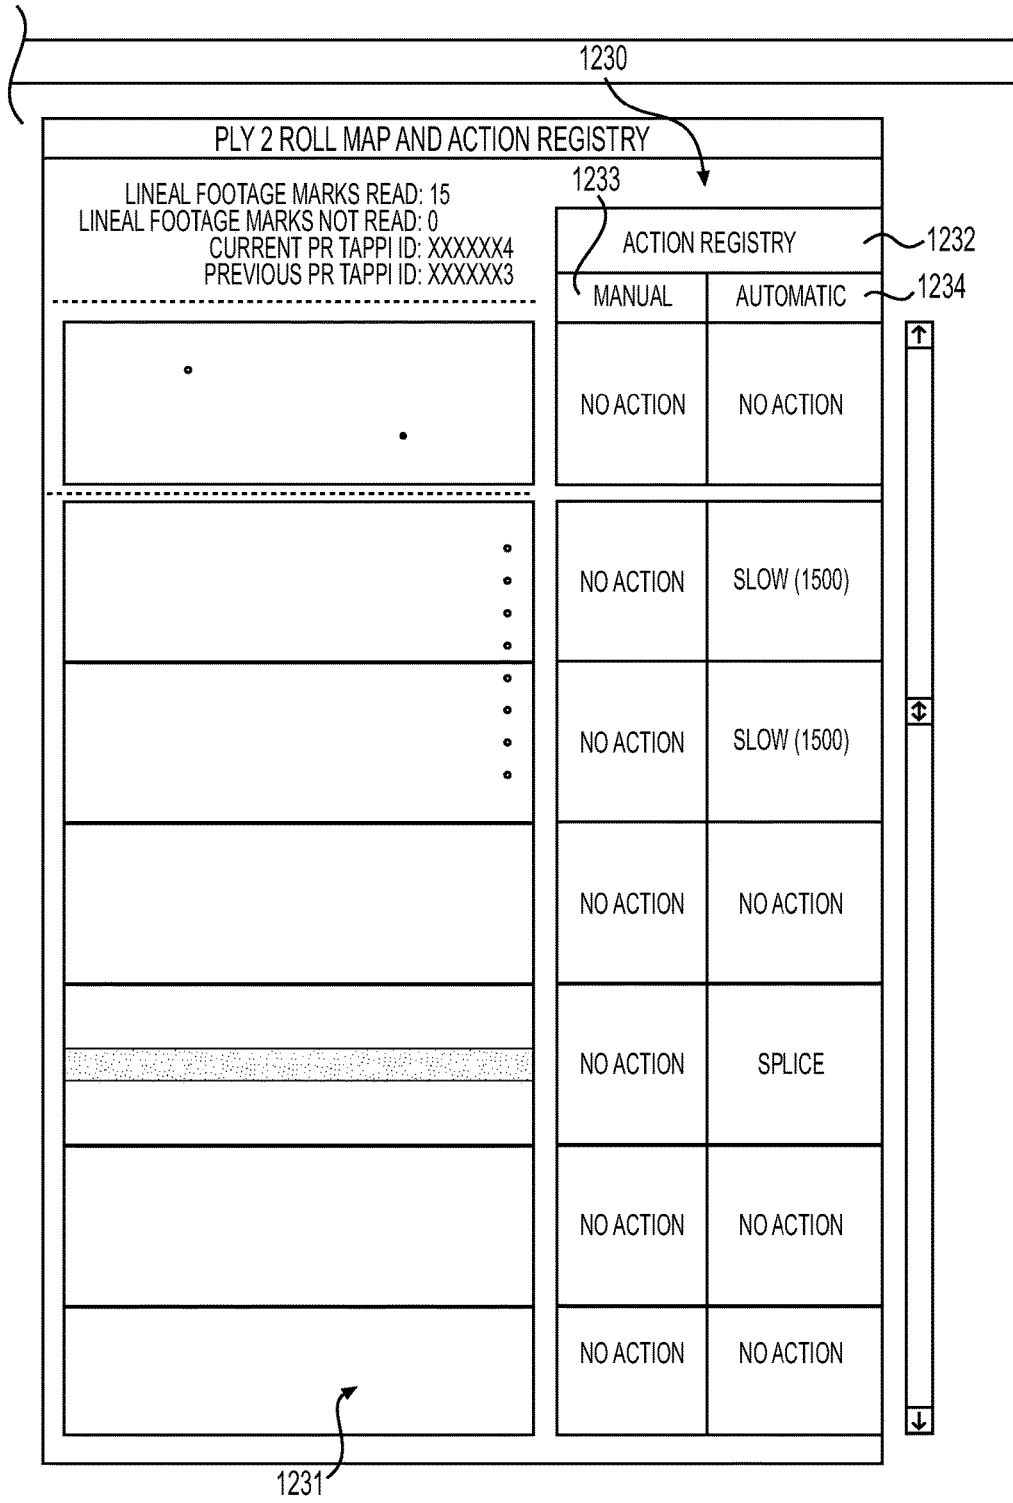 1230
PLY 2 ROLL MAP AND ACTION REGISTRY
LINEAL FOOTAGE MARKS READ: 15
LINEAL FOOTAGE MARKS NOT READ: 0
CURRENT PR TAPPI ID: XXXXXX4
PREVIOUS PR TAPPI ID: XXXXXX3
1233
ACTION REGISTRY
1232
MANUAL AUTOMATIC
1234
NO ACTION NO ACTION
NO ACTION SLOW (1500)
NO ACTION SLOW (1500)
NO ACTION NO ACTION
NO ACTION SPLICE
NO ACTION NO ACTION
NO ACTION NO ACTION
1231